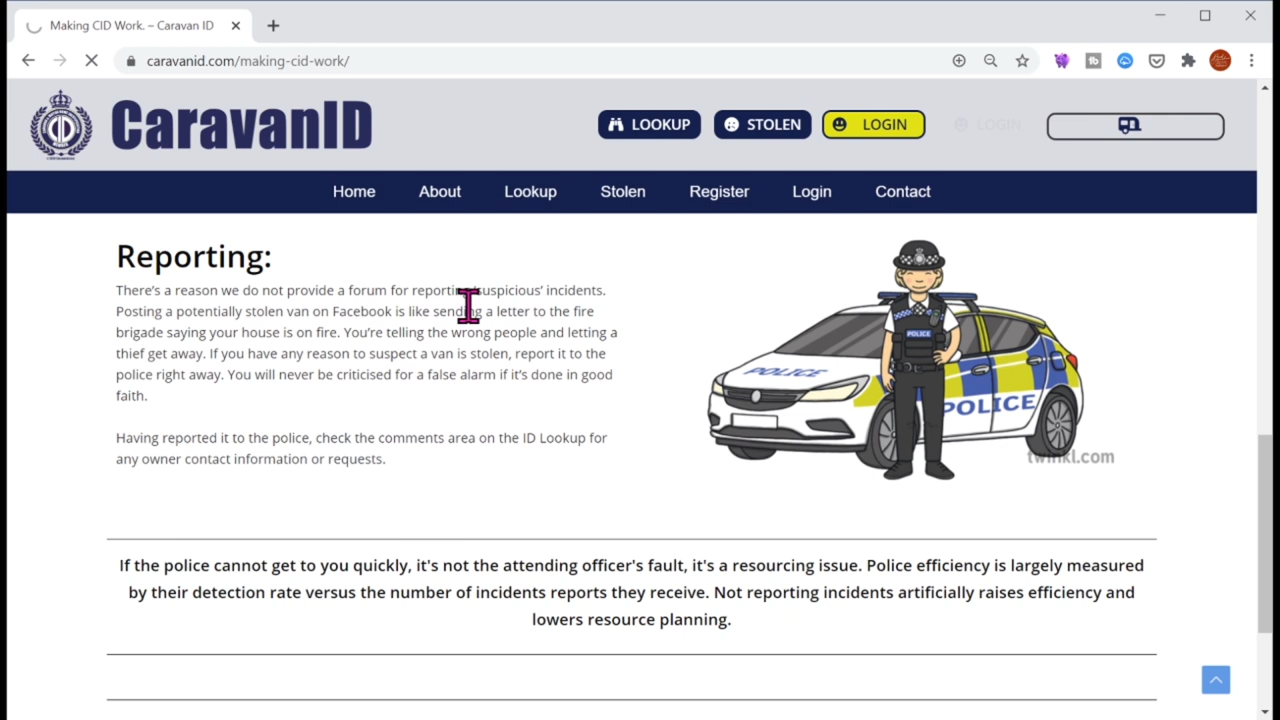 Making CID Work. – Caravan ID
caravanid.com/making-cid-work/
CID
CaravanID
LOOKUP
STOLEN
LOGIN
LOGIN
Home
About
Lookup
Stolen
Register
Login
Contact
Reporting:
There’s a reason we do not provide a forum for reporting ‘suspicious’ incidents.
Posting a potentially stolen van on Facebook is like sending a letter to the fire
brigade saying your house is on fire. You’re telling the wrong people and letting a
thief get away. If you have any reason to suspect a van is stolen, report it to the
police right away. You will never be criticised for a false alarm if it’s done in good
faith.
Having reported it to the police, check the comments area on the ID Lookup for
any owner contact information or requests.
POLICE
POLICE
POLICE
twinkl.com
If the police cannot get to you quickly, it's not the attending officer's fault, it's a resourcing issue. Police efficiency is largely measured
by their detection rate versus the number of incidents reports they receive. Not reporting incidents artificially raises efficiency and
lowers resource planning.